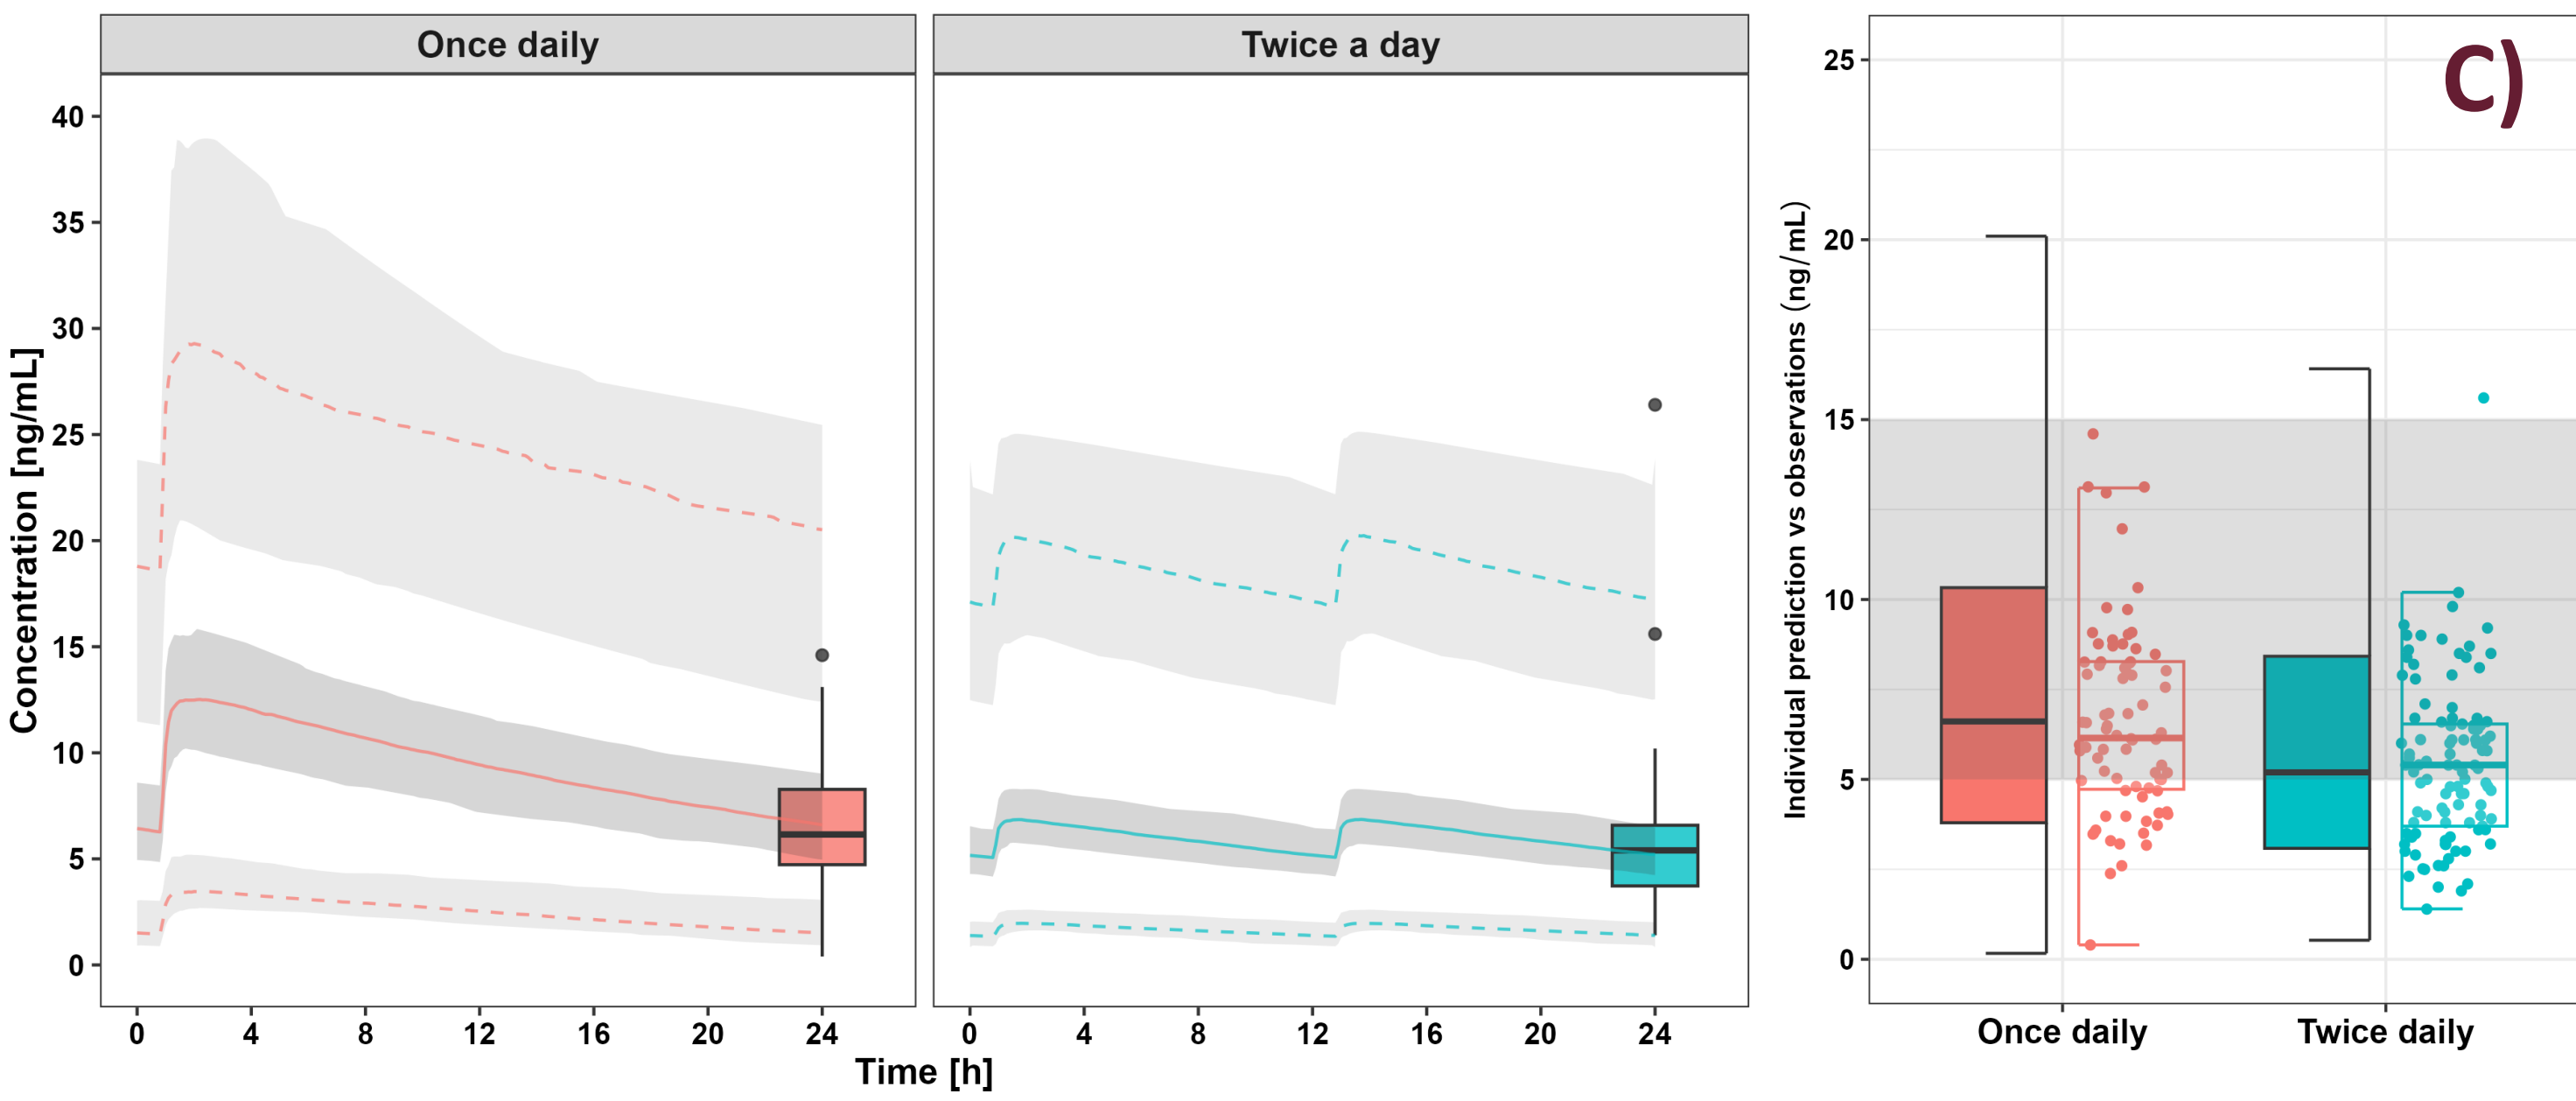 Once daily
Twice a day
C)
Concentration [ng/mL]
40
35
30
25
20
15
10
5
0
0 4 8 12 16 20 24
0 4 8 12 16 20 24
Time [h]
Individual prediction vs observations (ng/mL)
25
20
15
10
5
0
Once daily
Twice daily